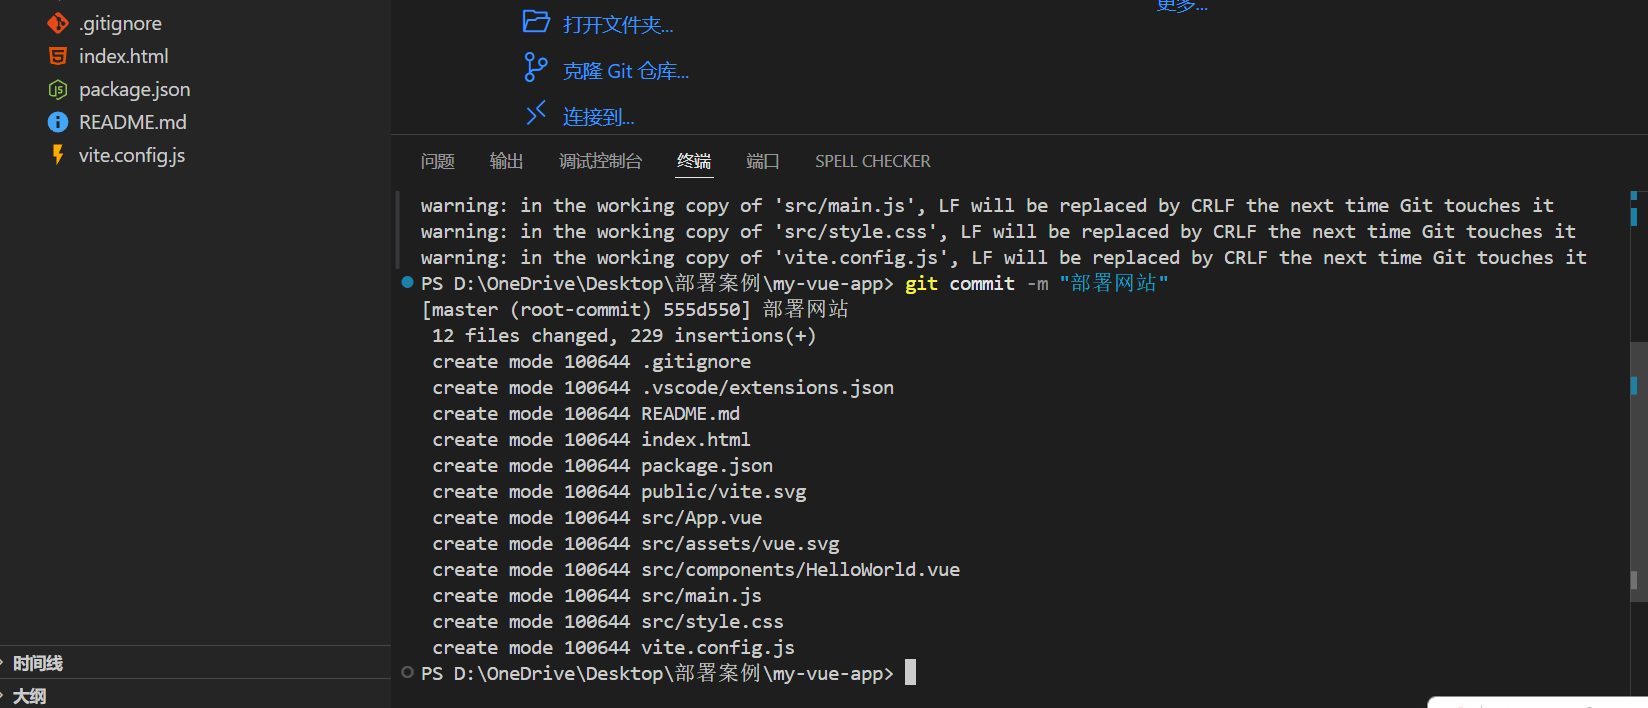 .gitignore
index.html
package.json
README.md
vite.config.js
时间线
大纲
更多...
打开文件夹...
克隆 Git 仓库...
连接到...
问题 输出 调试控制台 终端 端口 SPELL CHECKER
warning: in the working copy of 'src/main.js', LF will be replaced by CRLF the next time Git touches it
warning: in the working copy of 'src/style.css', LF will be replaced by CRLF the next time Git touches it
warning: in the working copy of 'vite.config.js', LF will be replaced by CRLF the next time Git touches it
PS D:\OneDrive\Desktop\部署案例\my-vue-app> git commit -m "部署网站"
[master (root-commit) 555d550] 部署网站
12 files changed, 229 insertions(+)
create mode 100644 .gitignore
create mode 100644 .vscode/extensions.json
create mode 100644 README.md
create mode 100644 index.html
create mode 100644 package.json
create mode 100644 public/vite.svg
create mode 100644 src/App.vue
create mode 100644 src/assets/vue.svg
create mode 100644 src/components/HelloWorld.vue
create mode 100644 src/main.js
create mode 100644 src/style.css
create mode 100644 vite.config.js
PS D:\OneDrive\Desktop\部署案例\my-vue-app>